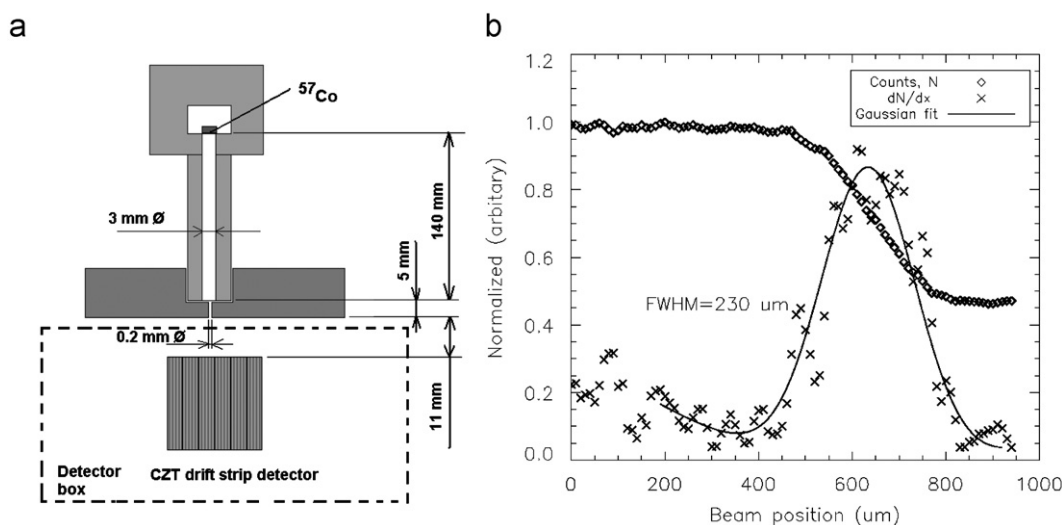 a
57Co
3 mm Ø
140 mm
5 mm
0.2 mm Ø
11 mm
Detector
box
CZT drift strip detector
b
1.2
1.0
0.8
0.6
0.4
0.2
0.0
Normalized (arbitrary)
Counts, N
dN/dx
Gaussian fit
FWHM=230 um
0
200
400
600
800
1000
Beam position (um)